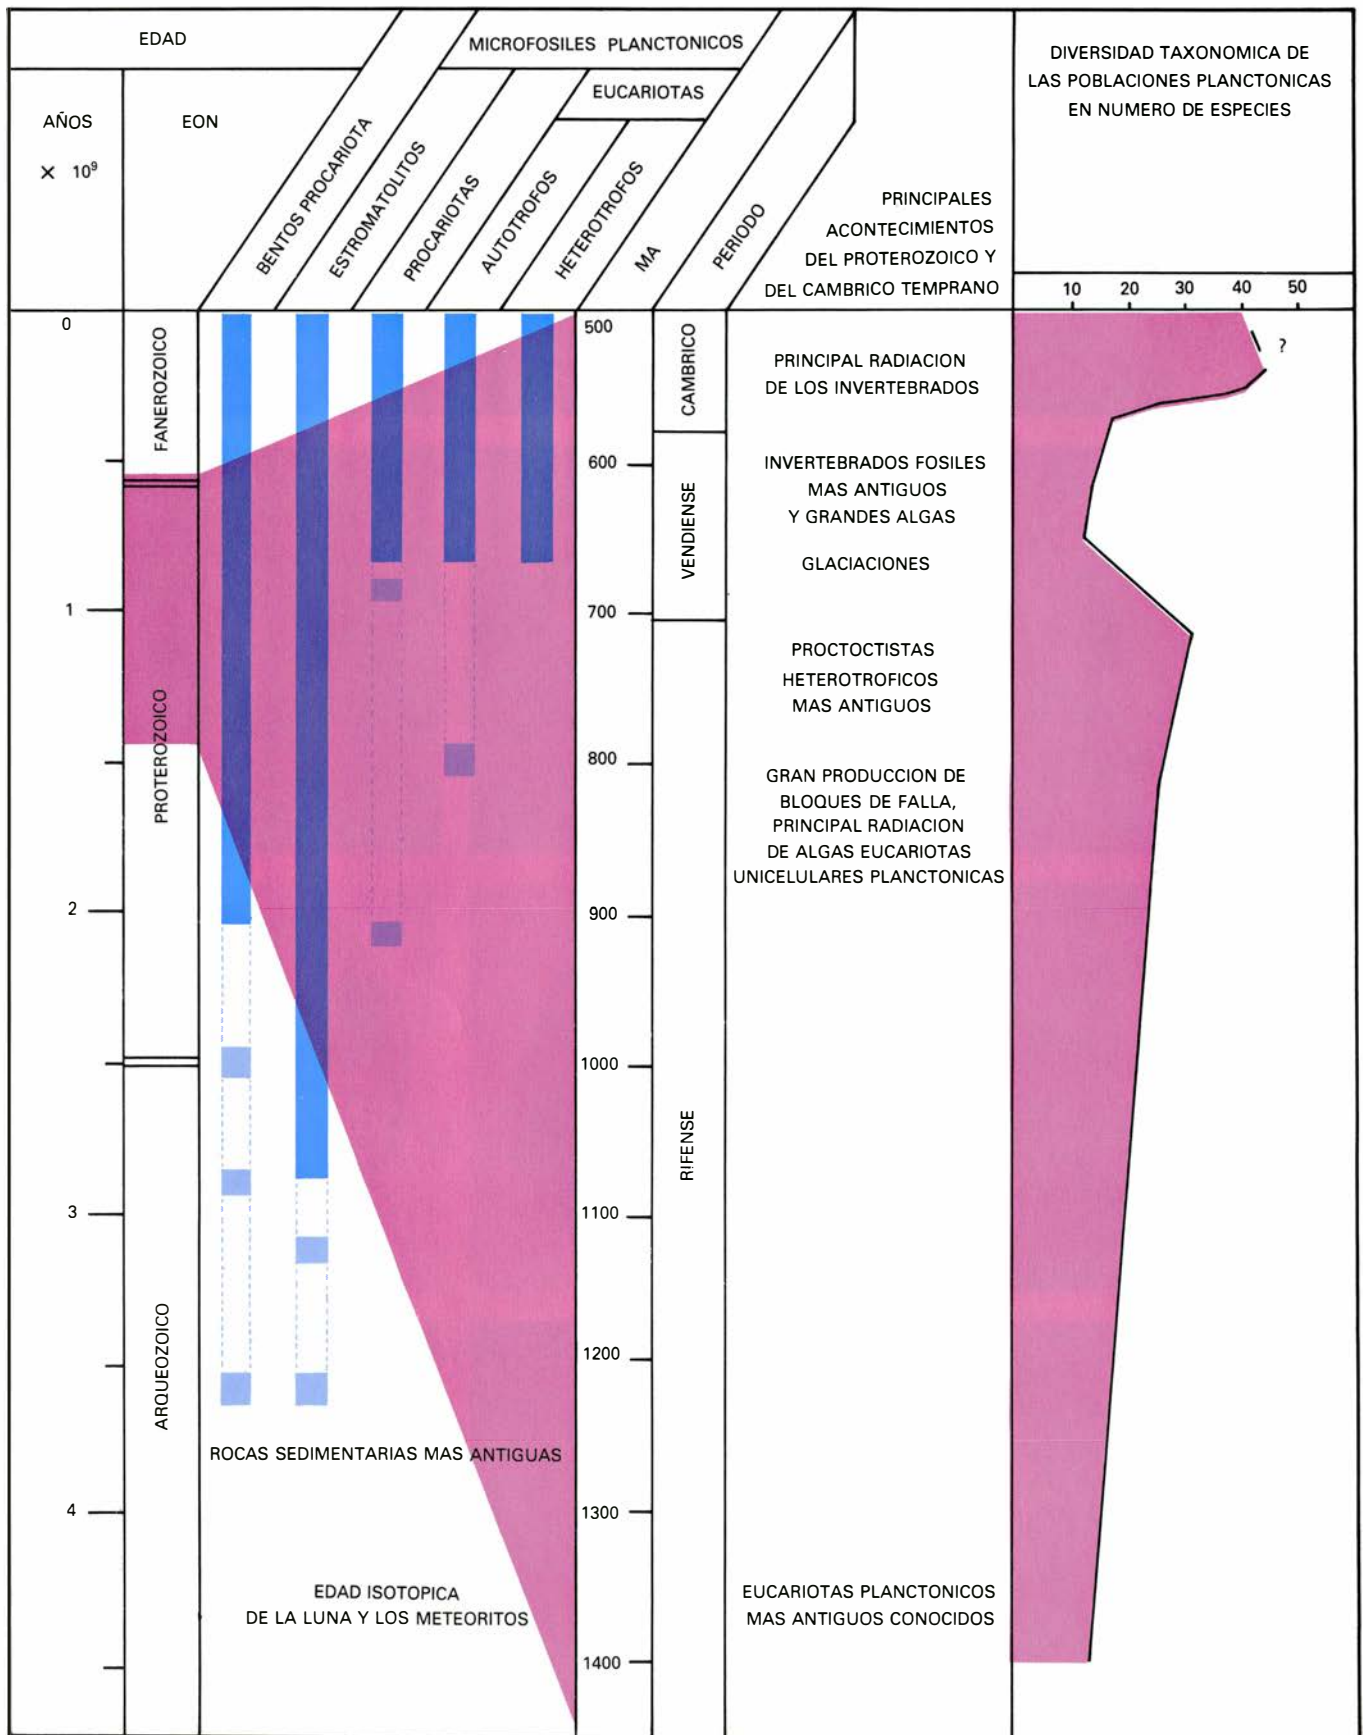 EDAD
MICROFOSILES PLANCTONICOS
EUCARIOTAS
AÑOS
× 10⁹
EON
BENTOS PROCARIOTA
ESTROMATOLITOS
PROCARIOTAS
AUTOTROFOS
HETEROTROFOS
MA
PERIODO
PRINCIPALES
ACONTECIMIENTOS
DEL PROTEROZOICO Y
DEL CAMBRICO TEMPRANO
DIVERSIDAD TAXONOMICA DE
LAS POBLACIONES PLANCTONICAS
EN NUMERO DE ESPECIES
10 20 30 40 50
0
1
2
3
4
FANEROZOICO
PROTEROZOICO
ARQUEOZOICO
ROCAS SEDIMENTARIAS MAS ANTIGUAS
EDAD ISOTOPICA
DE LA LUNA Y LOS METEORITOS
500
600
700
800
900
1000
1100
1200
1300
1400
CAMBRICO
VENDIENSE
RIFENSE
PRINCIPAL RADIACION
DE LOS INVERTEBRADOS
INVERTEBRADOS FOSILES
MAS ANTIGUOS
Y GRANDES ALGAS
GLACIACIONES
PROCTOCTISTAS
HETEROTROFICOS
MAS ANTIGUOS
GRAN PRODUCCION DE
BLOQUES DE FALLA,
PRINCIPAL RADIACION
DE ALGAS EUCARIOTAS
UNICELULARES PLANCTONICAS
EUCARIOTAS PLANCTONICOS
MAS ANTIGUOS CONOCIDOS
?